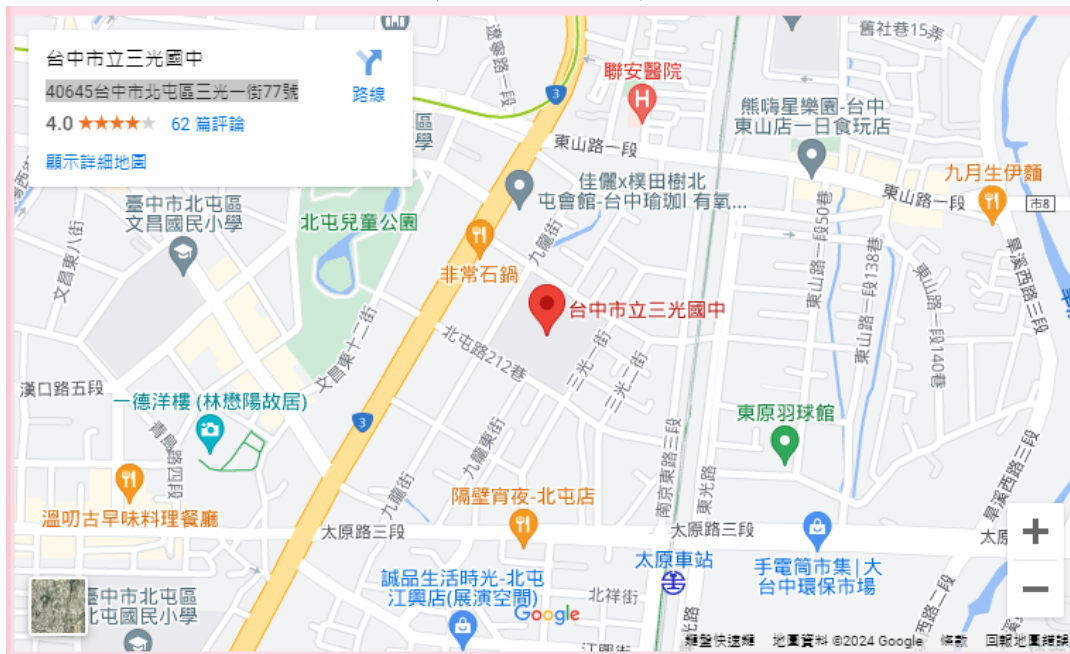 台中市立三光國中
40645台中市北屯區三光一街77號
路線
4.0
62 篇評論
顯示詳細地圖
舊社巷15弄
聯安醫院
3
熊嗨星樂園-台中
東山店一日食玩店
東山路一段
九月生伊麵
東山路一段
市8
佳儷x樸田樹北
屯會館-台中瑜珈| 有氧...
臺中市北屯區
文昌國民小學
北屯兒童公園
非常石鍋
九龍街
文昌東八街
東山路一段50巷
東山路一段138巷
東山路一段140巷
旱溪西路三段
台中市立三光國中
北屯路212巷
三光一街
三光二街
文昌東十二街
漢口路五段
一德洋樓 (林懋陽故居)
3
東原羽球館
九龍東街
九龍街
南京東路三段
東光路
旱溪西路三段
隔壁宵夜-北屯店
溫叨古早味料理餐廳
太原路三段
太原路三段
太原車站
手電筒市集|大
台中環保市場
誠品生活時光-北屯
江興店(展演空間)
北祥街
臺中市北屯區
北屯國民小學
Google
旱溪西路二段
鍵盤快速鍵
地圖資料 ©2024 Google
條款
回報地圖錯誤